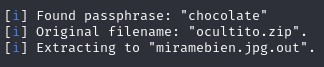 [i] Found passphrase: "chocolate"
[i] Original filename: "ocultito.zip".
[i] Extracting to "miramebien.jpg.out".